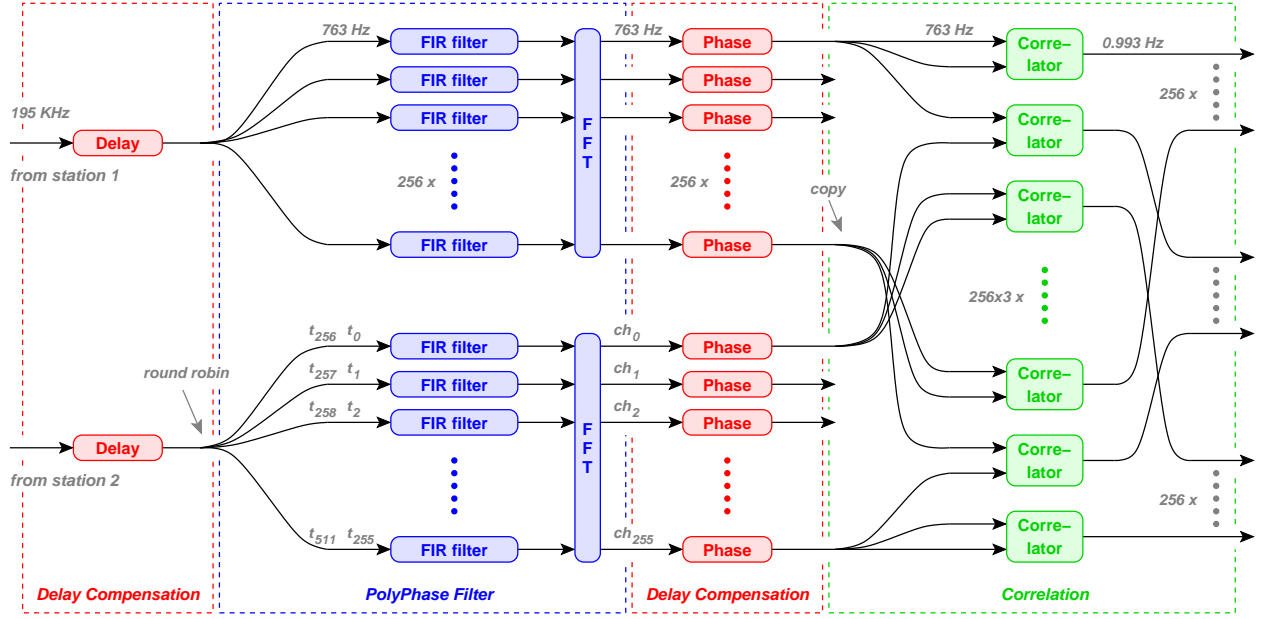 763 Hz FIR filter 763 Hz Phase 763 Hz Corre–
lator 0.993 Hz
FIR filter Phase
256 x
195 KHz FIR filter Phase Corre–
lator
Delay F
F
T
from station 1
256 x 256 x copy Corre–
lator
FIR filter Phase
256x3 x
t256 t0 FIR filter ch0 Phase
round robin t257 t1 FIR filter ch1 Phase Corre–
lator
t258 t2 FIR filter ch2 Phase
Delay F
F
T Corre–
lator
from station 2
256 x
t511 t255 FIR filter ch255 Phase Corre–
lator
Delay Compensation PolyPhase Filter Delay Compensation Correlation